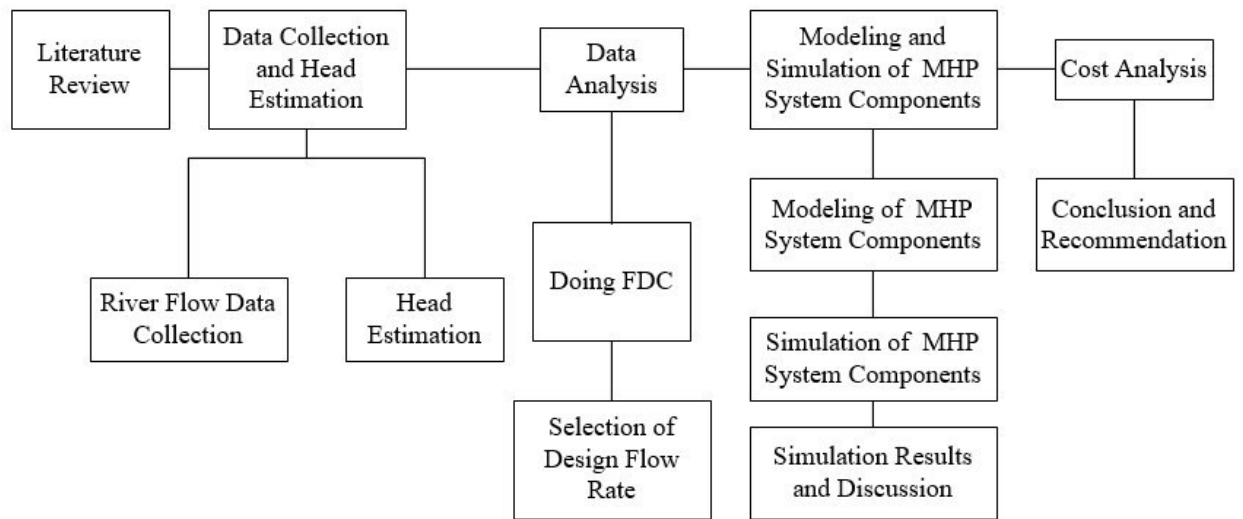 Literature
Review
Data Collection
and Head
Estimation
Data
Analysis
Modeling and
Simulation of MHP
System Components
Cost Analysis
River Flow Data
Collection
Head
Estimation
Doing FDC
Selection of
Design Flow
Rate
Modeling of MHP
System Components
Simulation of MHP
System Components
Simulation Results
and Discussion
Conclusion and
Recommendation